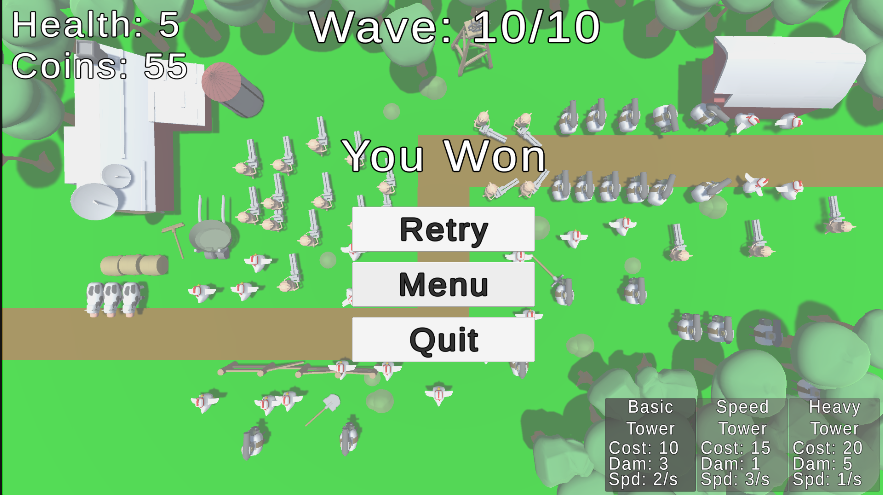 Health: 5
Wave: 10/10
Coins: 55
You Won
Retry
Menu
Quit
Basic
Tower
Cost: 10
Dam: 3
Spd: 2/s
Speed
Tower
Cost: 15
Dam: 1
Spd: 3/s
Heavy
Tower
Cost: 20
Dam: 5
Spd: 1/s